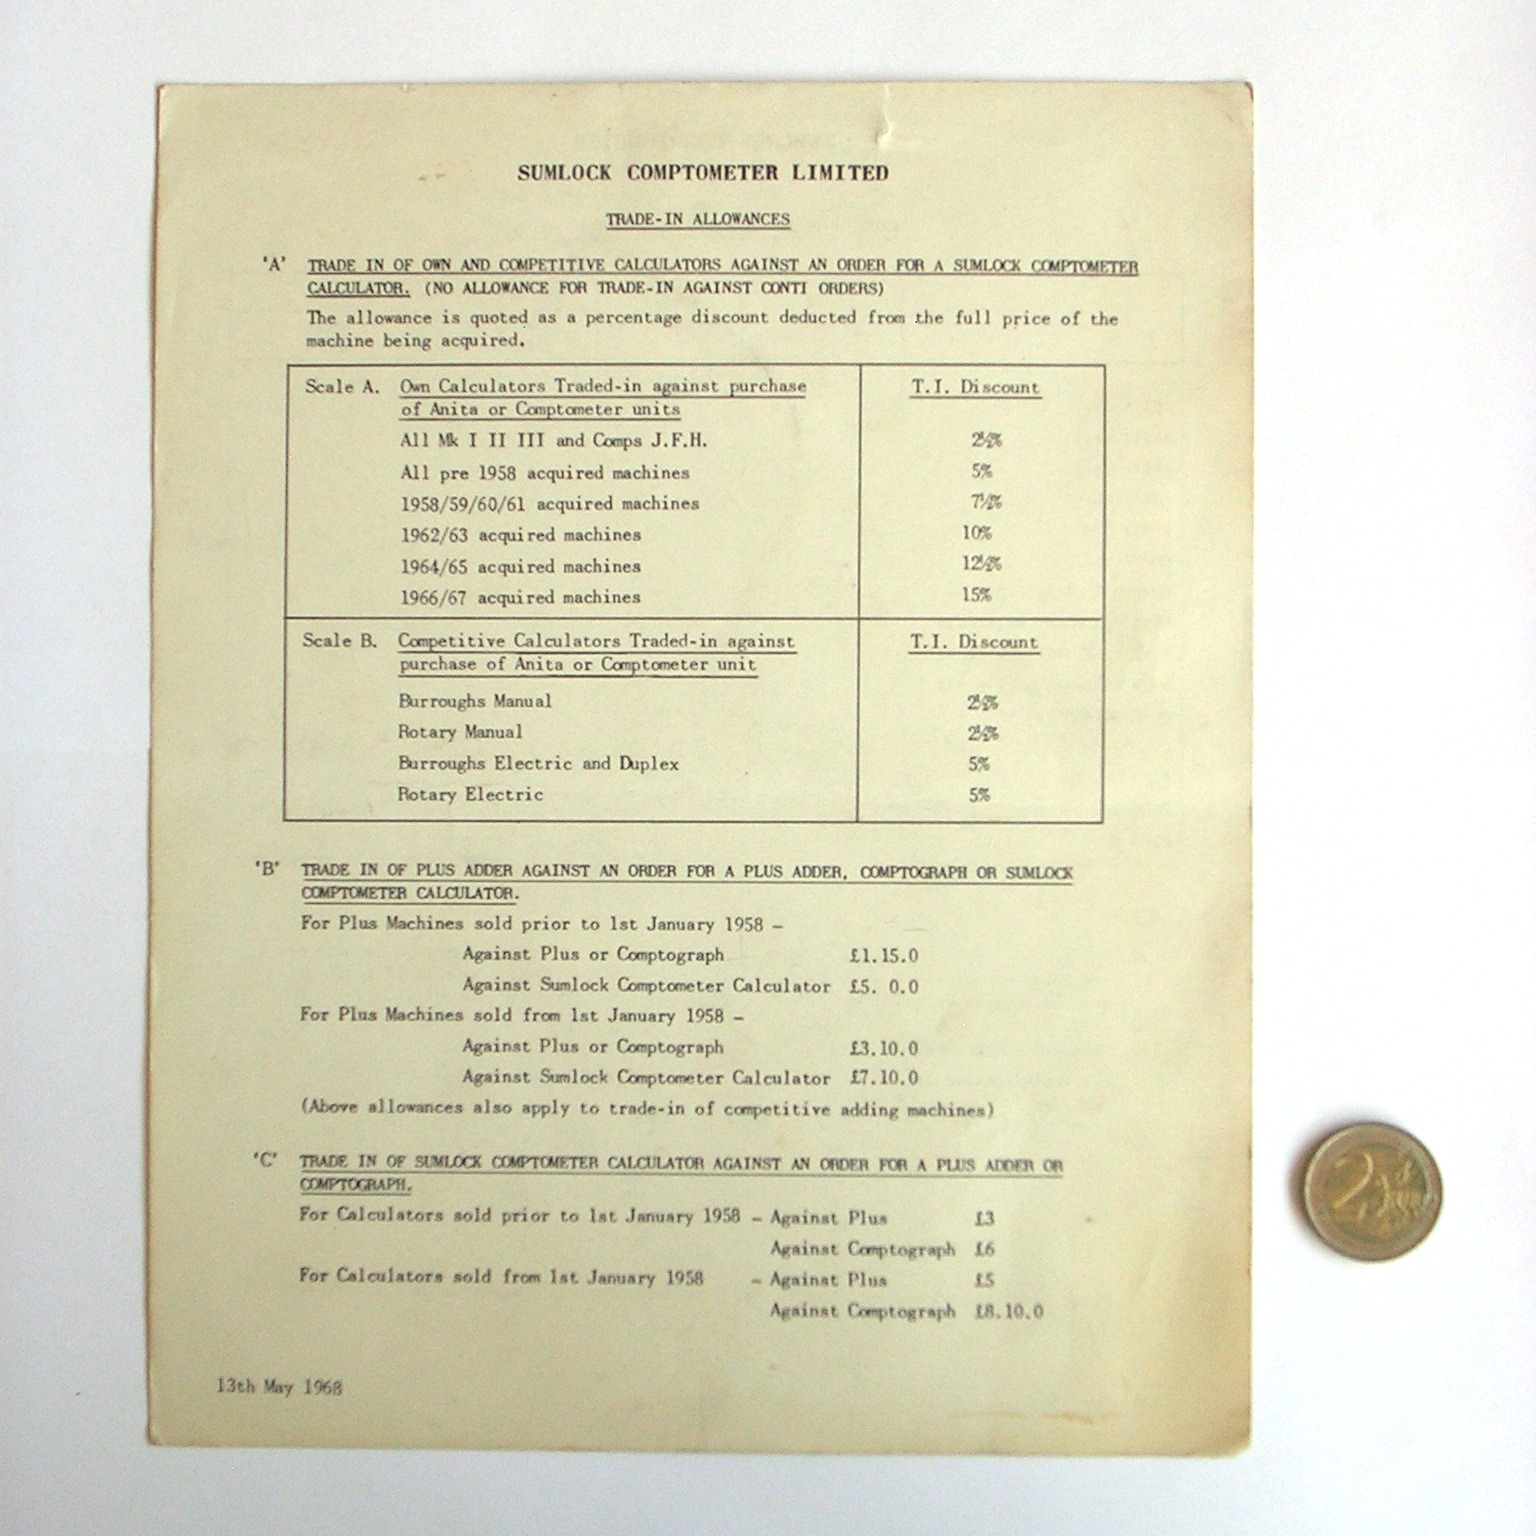 SUMLOCK COMPTOMETER LIMITED
TRADE-IN ALLOWANCES
'A' TRADE IN OF OWN AND COMPETITIVE CALCULATORS AGAINST AN ORDER FOR A SUMLOCK COMPTOMETER
CALCULATOR. (NO ALLOWANCE FOR TRADE-IN AGAINST CONTI ORDERS)
The allowance is quoted as a percentage discount deducted from the full price of the
machine being acquired.
Scale A. Own Calculators Traded-in against purchase T.I. Discount
of Anita or Comptometer units
All Mk I II III and Comps J.F.H. 2½%
All pre 1958 acquired machines 5%
1958/59/60/61 acquired machines 7½%
1962/63 acquired machines 10%
1964/65 acquired machines 12½%
1966/67 acquired machines 15%
Scale B. Competitive Calculators Traded-in against T.I. Discount
purchase of Anita or Comptometer unit
Burroughs Manual 2½%
Rotary Manual 2½%
Burroughs Electric and Duplex 5%
Rotary Electric 5%
'B' TRADE IN OF PLUS ADDER AGAINST AN ORDER FOR A PLUS ADDER, COMPTOGRAPH OR SUMLOCK
COMPTOMETER CALCULATOR.
For Plus Machines sold prior to 1st January 1958 -
Against Plus or Comptograph £1.15.0
Against Sumlock Comptometer Calculator £5. 0.0
For Plus Machines sold from 1st January 1958 -
Against Plus or Comptograph £3.10.0
Against Sumlock Comptometer Calculator £7.10.0
(Above allowances also apply to trade-in of competitive adding machines)
'C' TRADE IN OF SUMLOCK COMPTOMETER CALCULATOR AGAINST AN ORDER FOR A PLUS ADDER OR
COMPTOGRAPH.
For Calculators sold prior to 1st January 1958 - Against Plus £3
Against Comptograph £6
For Calculators sold from 1st January 1958 - Against Plus £5
Against Comptograph £8.10.0
13th May 1968
2